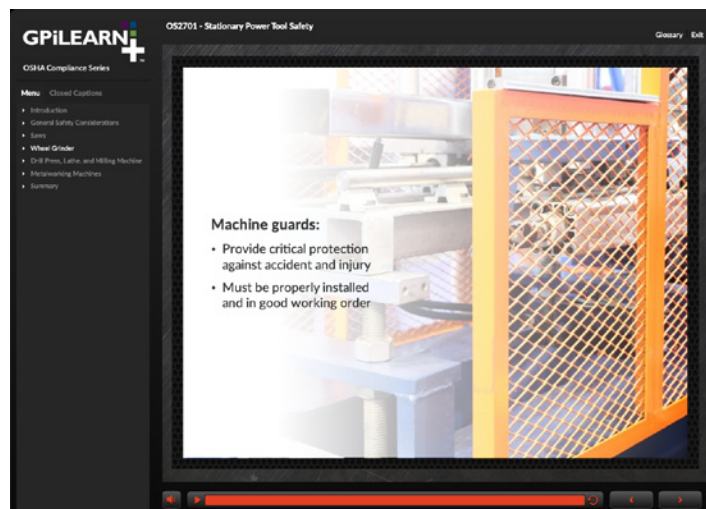 GPiLEARN
OS2701 - Stationary Power Tool Safety
Glossary Exit
OSHA Compliance Series
Menu Closed Captions
Introduction
General Safety Considerations
Saws
Wheel Grinder
Drill Press, Lathe, and Milling Machine
Metalworking Machines
Summary
Machine guards:
• Provide critical protection
against accident and injury
• Must be properly installed
and in good working order